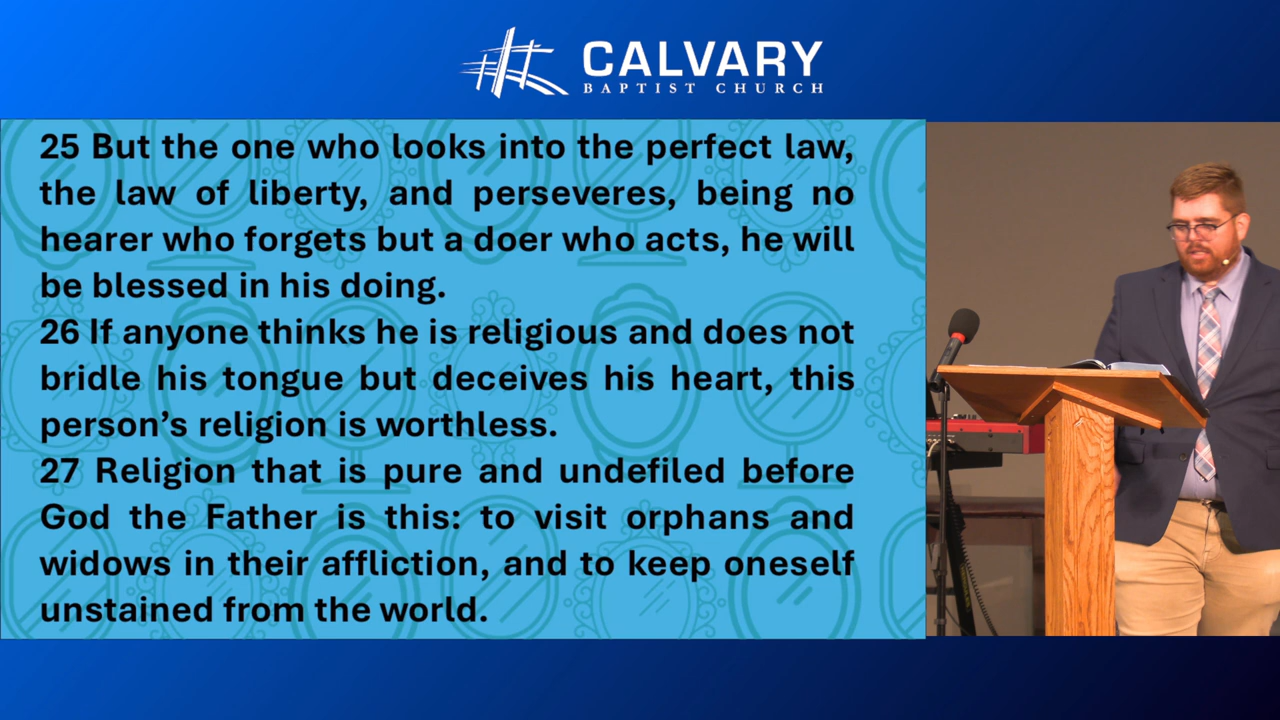 CALVARY
BAPTIST CHURCH
25 But the one who looks into the perfect law,
the law of liberty, and perseveres, being no
hearer who forgets but a doer who acts, he will
be blessed in his doing.
26 If anyone thinks he is religious and does not
bridle his tongue but deceives his heart, this
person’s religion is worthless.
27 Religion that is pure and undefiled before
God the Father is this: to visit orphans and
widows in their affliction, and to keep oneself
unstained from the world.